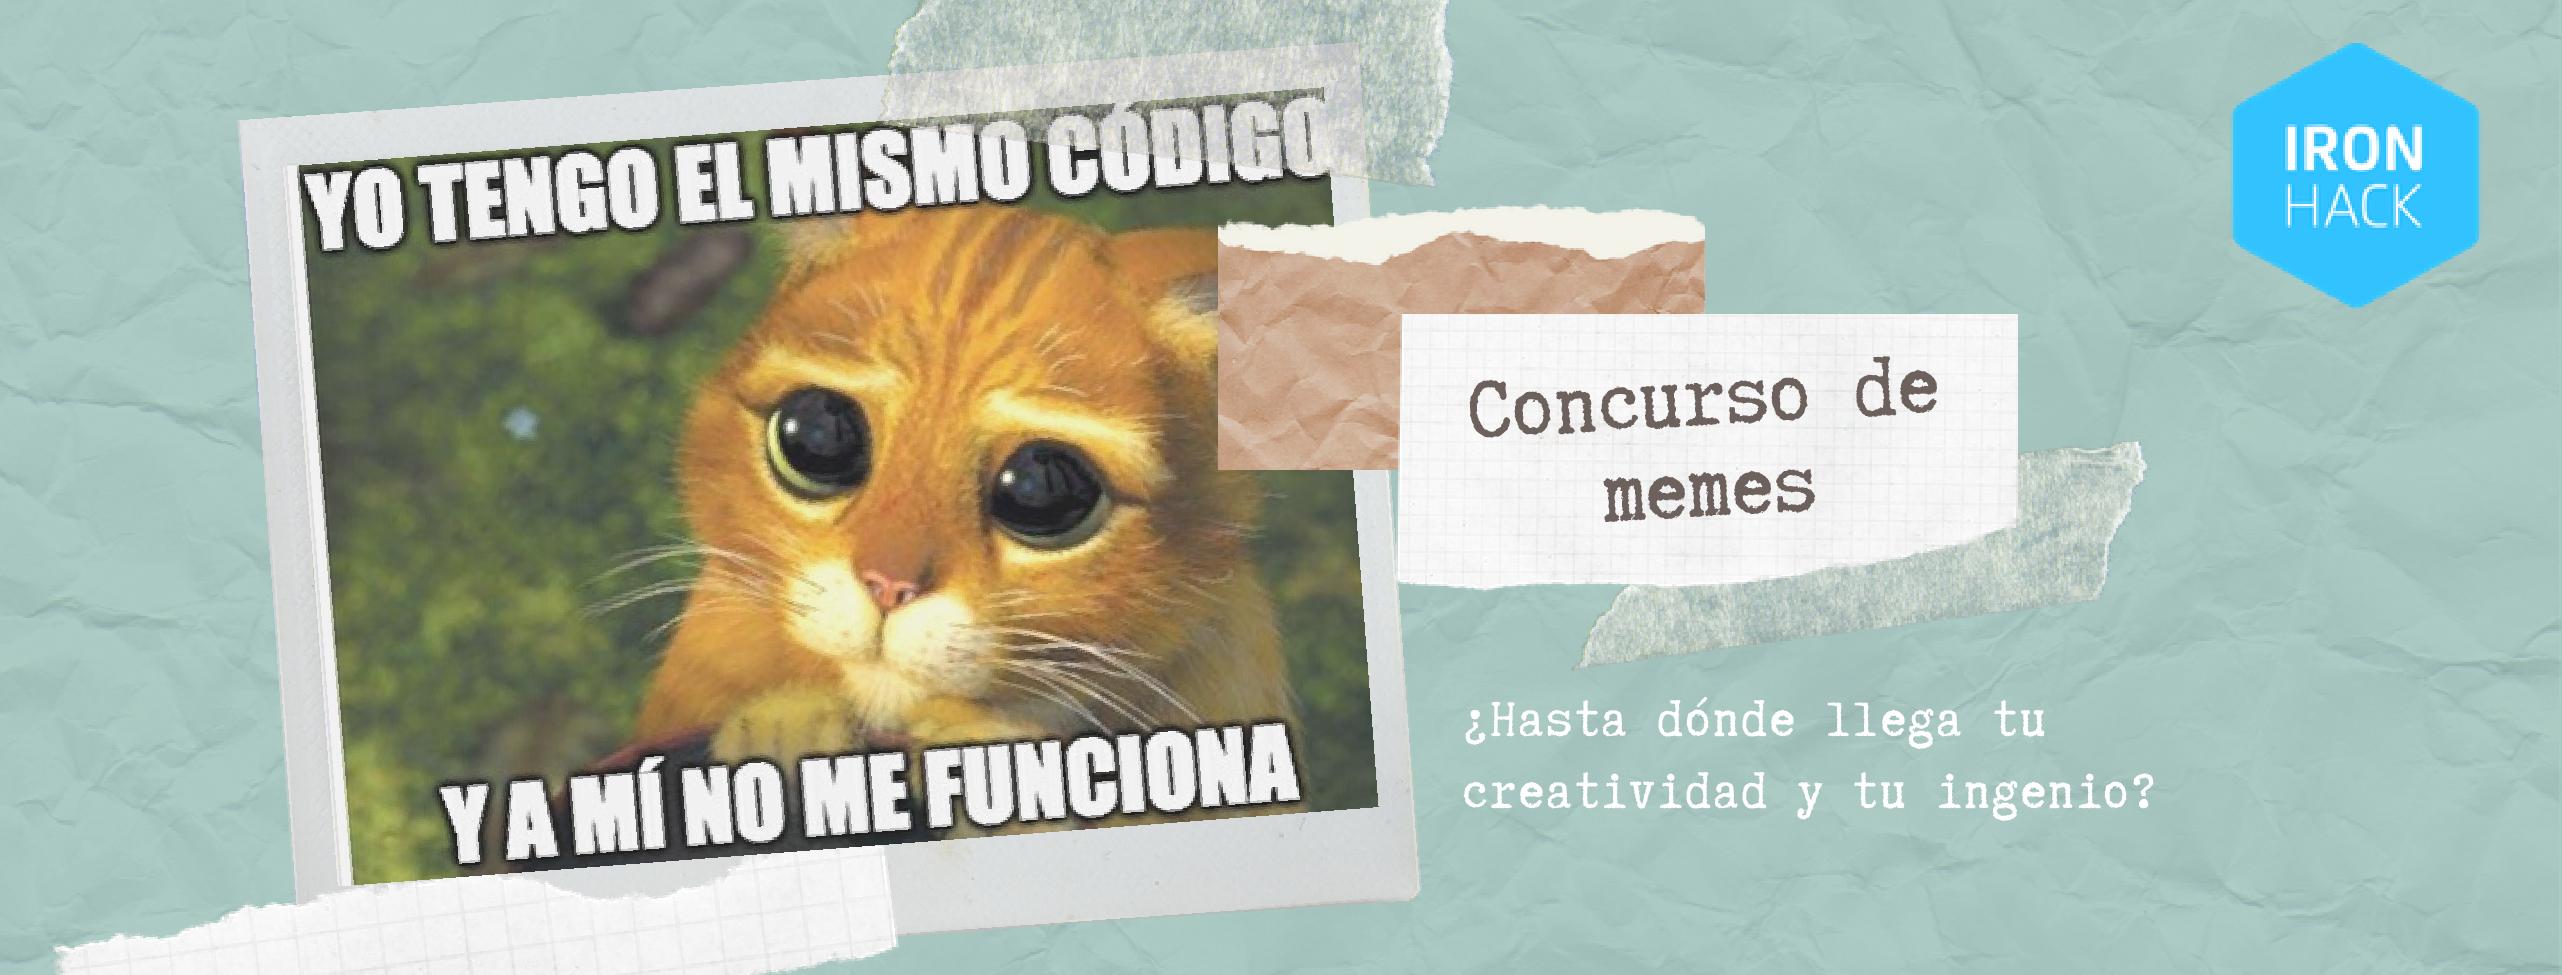 YO TENGO EL MISMO CÓDIGO
Y A MÍ NO ME FUNCIONA
IRON
HACK
Concurso de
memes
¿Hasta dónde llega tu
creatividad y tu ingenio?